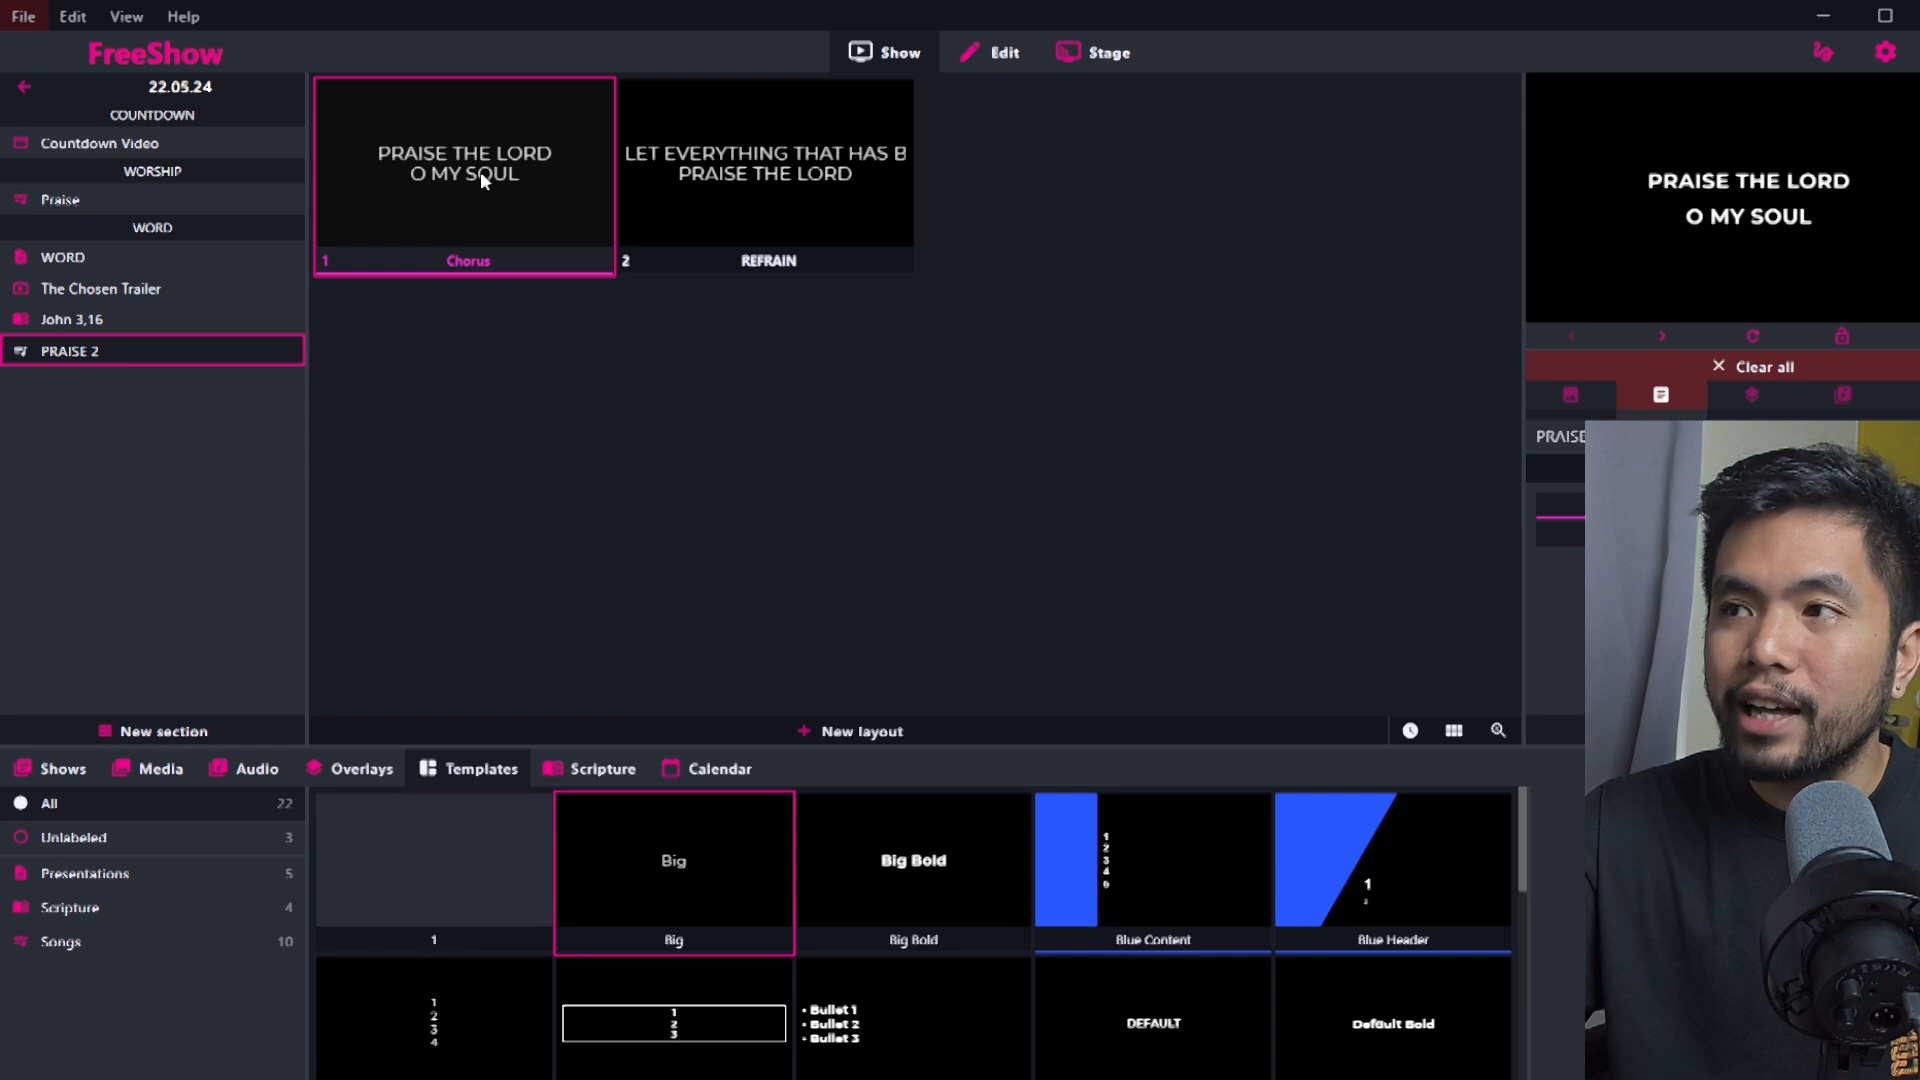 File Edit View Help
FreeShow
Show Edit Stage
22.05.24
COUNTDOWN
Countdown Video
WORSHIP
Praise
WORD
WORD
The Chosen Trailer
John 3,16
PRAISE 2
New section
PRAISE THE LORD
O MY SOUL
1 Chorus
LET EVERYTHING THAT HAS B
PRAISE THE LORD
2 REFRAIN
New layout
PRAISE THE LORD
O MY SOUL
Clear all
PRAISE
Shows Media Audio Overlays Templates Scripture Calendar
All 22
Unlabeled 3
Presentations 5
Scripture 4
Songs 10
1
Big
Big
Big Bold
Big Bold
1
2
3
4
Blue Content
1
Blue Header
1
2
3
4
1
2
3
• Bullet 1
• Bullet 2
• Bullet 3
DEFAULT
Default Bold